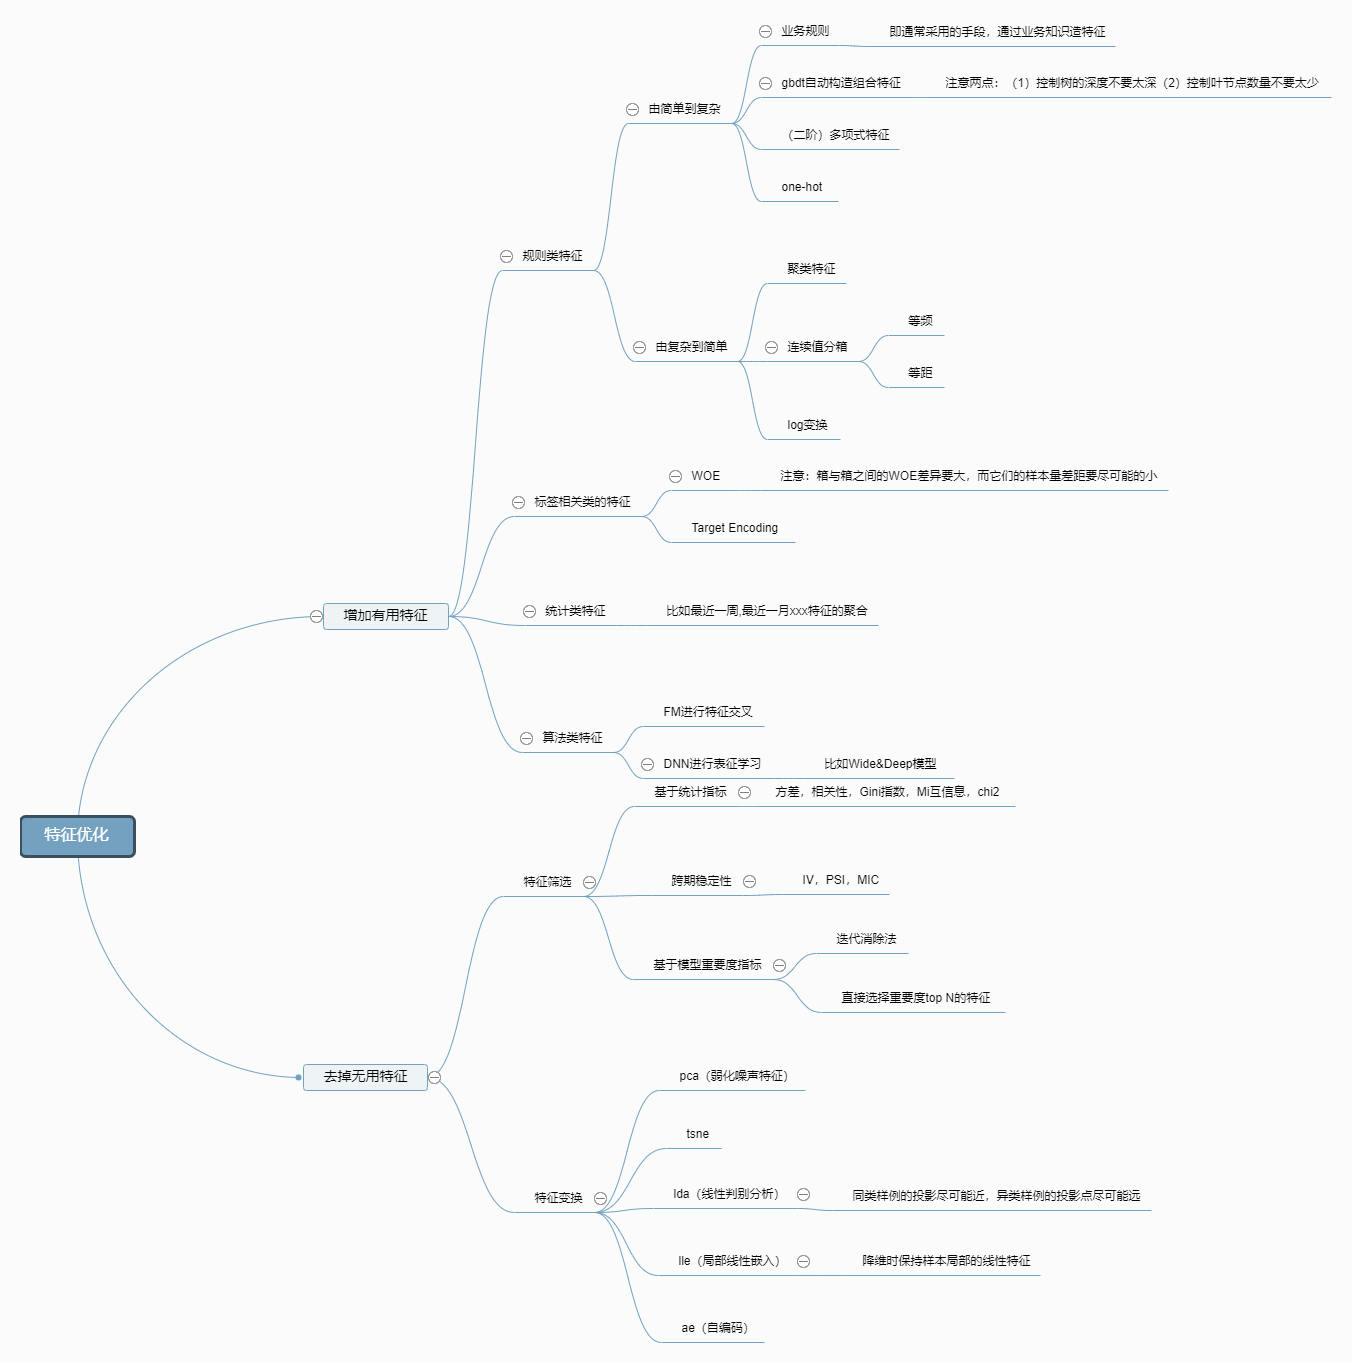 特征优化
增加有用特征
规则类特征
由简单到复杂
业务规则
即通常采用的手段，通过业务知识造特征
gbdt自动构造组合特征
注意两点：（1）控制树的深度不要太深（2）控制叶节点数量不要太少
（二阶）多项式特征
one-hot
由复杂到简单
聚类特征
连续值分箱
等频
等距
log变换
标签相关类的特征
WOE
注意：箱与箱之间的WOE差异要大，而它们的样本量差距要尽可能的小
Target Encoding
统计类特征
比如最近一周,最近一月xxx特征的聚合
算法类特征
FM进行特征交叉
DNN进行表征学习
比如Wide&Deep模型
去掉无用特征
特征筛选
基于统计指标
方差，相关性，Gini指数，Mi互信息，chi2
跨期稳定性
IV，PSI，MIC
基于模型重要度指标
迭代消除法
直接选择重要度top N的特征
特征变换
pca（弱化噪声特征）
tsne
lda（线性判别分析）
同类样例的投影尽可能近，异类样例的投影点尽可能远
lle（局部线性嵌入）
降维时保持样本局部的线性特征
ae（自编码）